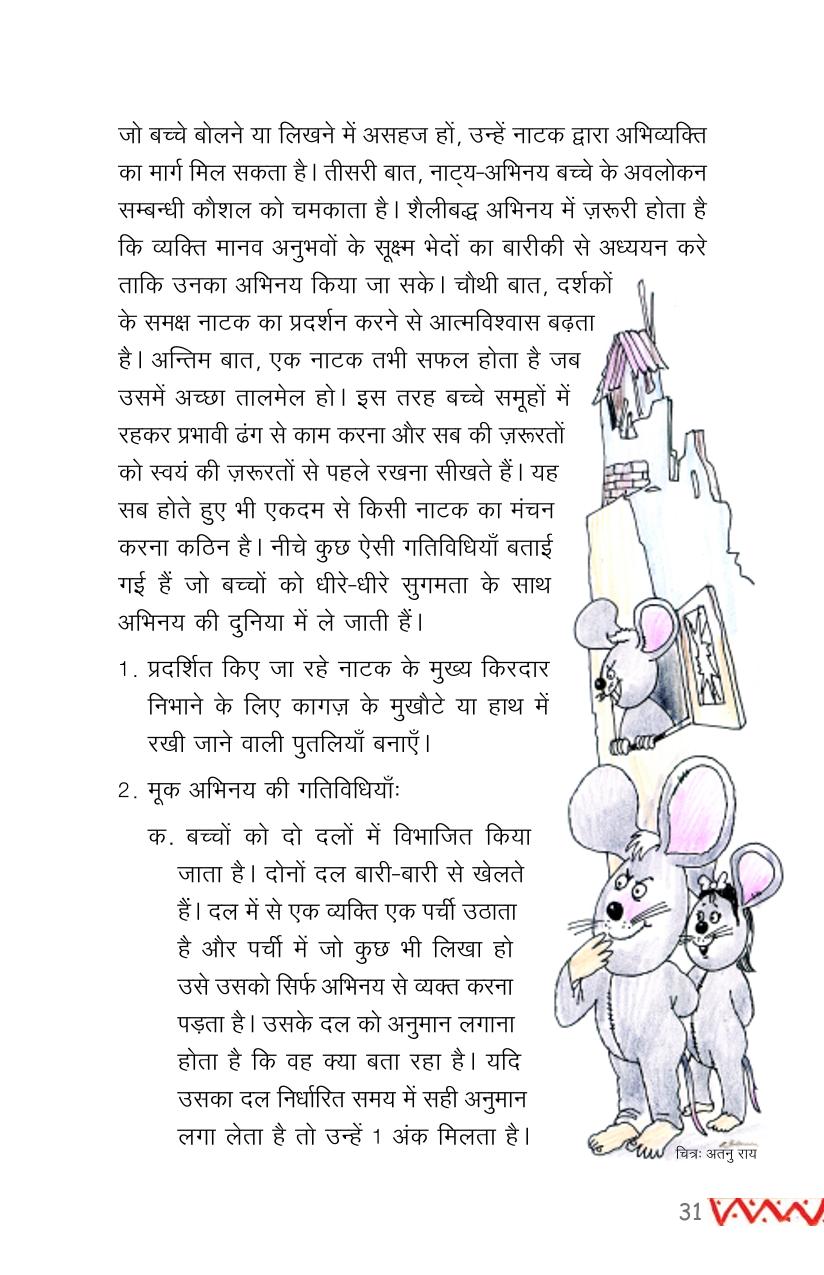 जो बच्चे बोलने या लिखने में असहज हों, उन्हें नाटक द्वारा अभिव्यक्ति
का मार्ग मिल सकता है। तीसरी बात, नाट्य-अभिनय बच्चे के अवलोकन
सम्बन्धी कौशल को चमकाता है। शैलीबद्ध अभिनय में ज़रूरी होता है
कि व्यक्ति मानव अनुभवों के सूक्ष्म भेदों का बारीकी से अध्ययन करे
ताकि उनका अभिनय किया जा सके। चौथी बात, दर्शकों
के समक्ष नाटक का प्रदर्शन करने से आत्मविश्वास बढ़ता
है। अन्तिम बात, एक नाटक तभी सफल होता है जब
उसमें अच्छा तालमेल हो। इस तरह बच्चे समूहों में
रहकर प्रभावी ढंग से काम करना और सब की ज़रूरतों
को स्वयं की ज़रूरतों से पहले रखना सीखते हैं। यह
सब होते हुए भी एकदम से किसी नाटक का मंचन
करना कठिन है। नीचे कुछ ऐसी गतिविधियाँ बताई
गई हैं जो बच्चों को धीरे-धीरे सुगमता के साथ
अभिनय की दुनिया में ले जाती हैं।
1. प्रदर्शित किए जा रहे नाटक के मुख्य किरदार
निभाने के लिए कागज़ के मुखौटे या हाथ में
रखी जाने वाली पुतलियाँ बनाएँ।
2. मूक अभिनय की गतिविधियाँः
क. बच्चों को दो दलों में विभाजित किया
जाता है। दोनों दल बारी-बारी से खेलते
हैं। दल में से एक व्यक्ति एक पर्ची उठाता
है और पर्ची में जो कुछ भी लिखा हो
उसे उसको सिर्फ अभिनय से व्यक्त करना
पड़ता है। उसके दल को अनुमान लगाना
होता है कि वह क्या बता रहा है। यदि
उसका दल निर्धारित समय में सही अनुमान
लगा लेता है तो उन्हें 1 अंक मिलता है।
चित्रः अतनु राय
31